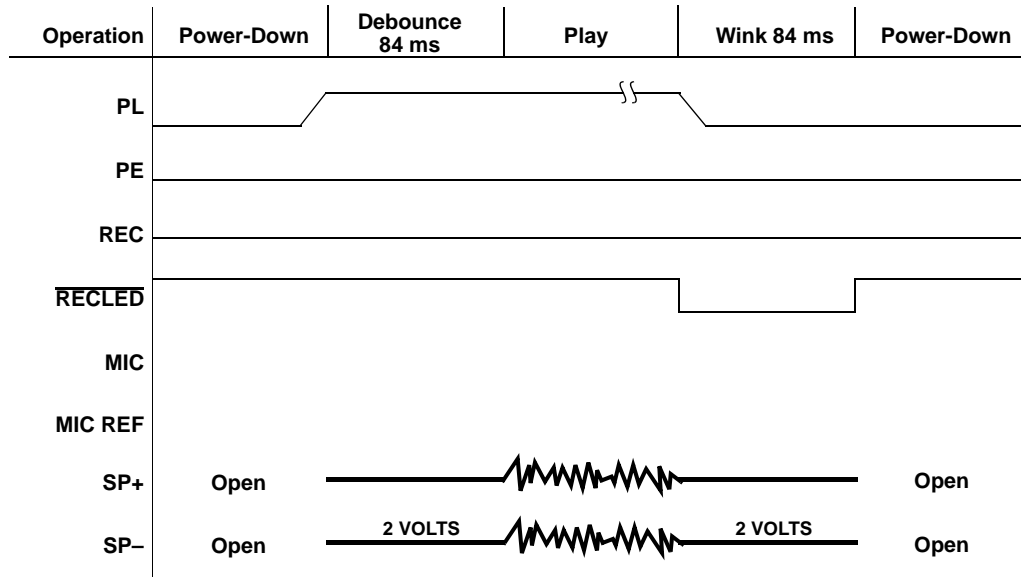 Operation Power-Down Debounce 84 ms Play Wink 84 ms Power-Down
PL
PE
REC
RECLED
MIC
MIC REF
SP+ Open Open
SP– Open 2 VOLTS 2 VOLTS Open